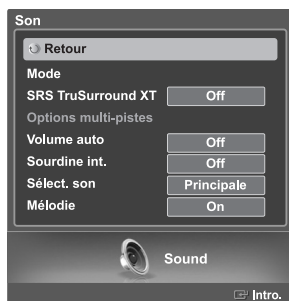 Son
Retour
Mode
SRS TruSurround XT Off
Options multi-pistes
Volume auto Off
Sourdine int. Off
Sélect. son Principale
Mélodie On
Sound
Intro.